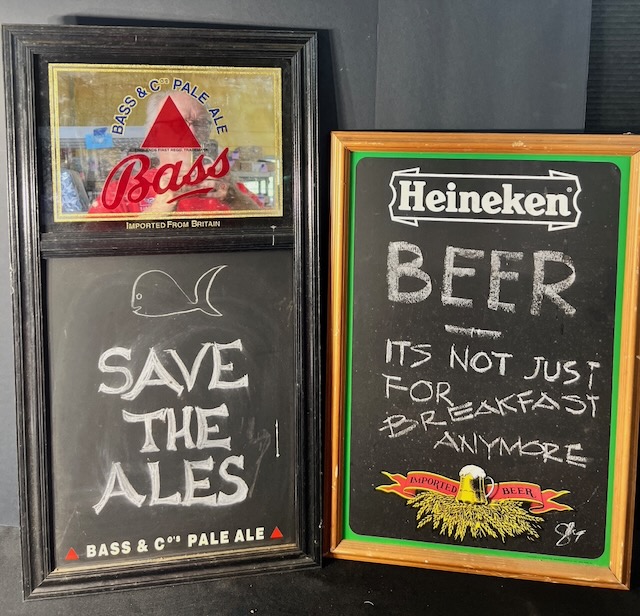 BASS & Cᵒ'ˢ PALE ALE
Bass
IMPORTED FROM BRITAIN
SAVE
THE
ALES
BASS & Cᵒ'ˢ PALE ALE
Heineken
BEER
ITS NOT JUST
FOR
BREAKFAST
ANYMORE
IMPORTED BEER